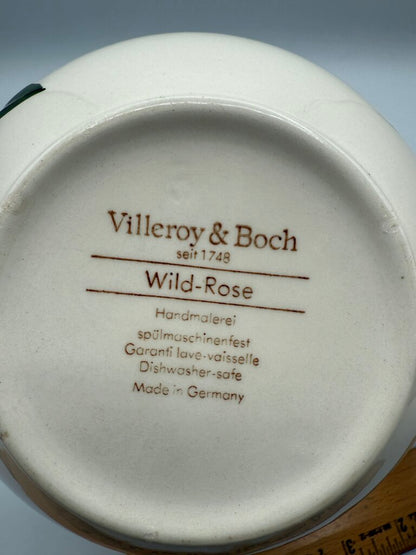 Villeroy & Boch
seit 1748
Wild-Rose
Handmalerei
spülmaschinenfest
Garanti lave-vaisselle
Dishwasher-safe
Made in Germany